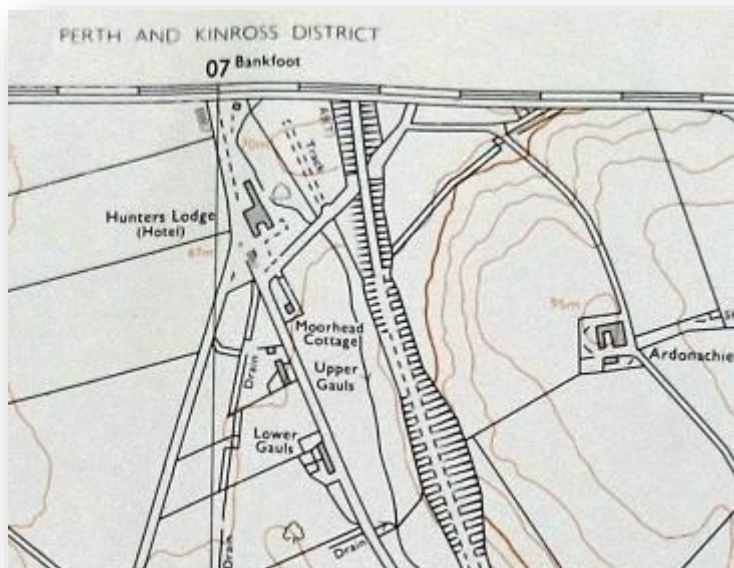 PERTH AND KINROSS DISTRICT
07 Bankfoot
70m
Track
Hunters Lodge
(Hotel)
67m
95m
Moorhead
Cottage
Ardonachie
Drain
Upper
Gauls
Lower
Gauls
Drain
Drain